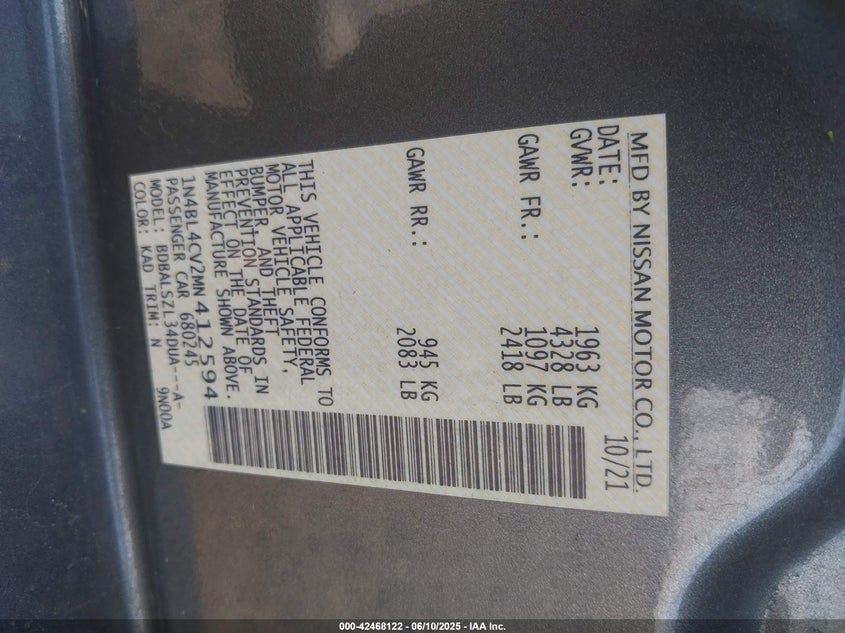 MFD BY NISSAN MOTOR CO., LTD.
DATE: 10/21
GVWR: 1963 KG
4328 LB
GAWR FR.: 1097 KG
2418 LB
GAWR RR.: 945 KG
2083 LB
THIS VEHICLE CONFORMS TO
ALL APPLICABLE FEDERAL
MOTOR VEHICLE SAFETY,
BUMPER, AND THEFT
PREVENTION STANDARDS IN
EFFECT ON THE DATE OF
MANUFACTURE SHOWN ABOVE.
1N4BL4CV2MN412594
PASSENGER CAR 680245
MODEL: BDBALSZL34DUA---A-
COLOR: KAD TRIM: N 9N00A
000-42468122 - 06/10/2025 - IAA Inc.